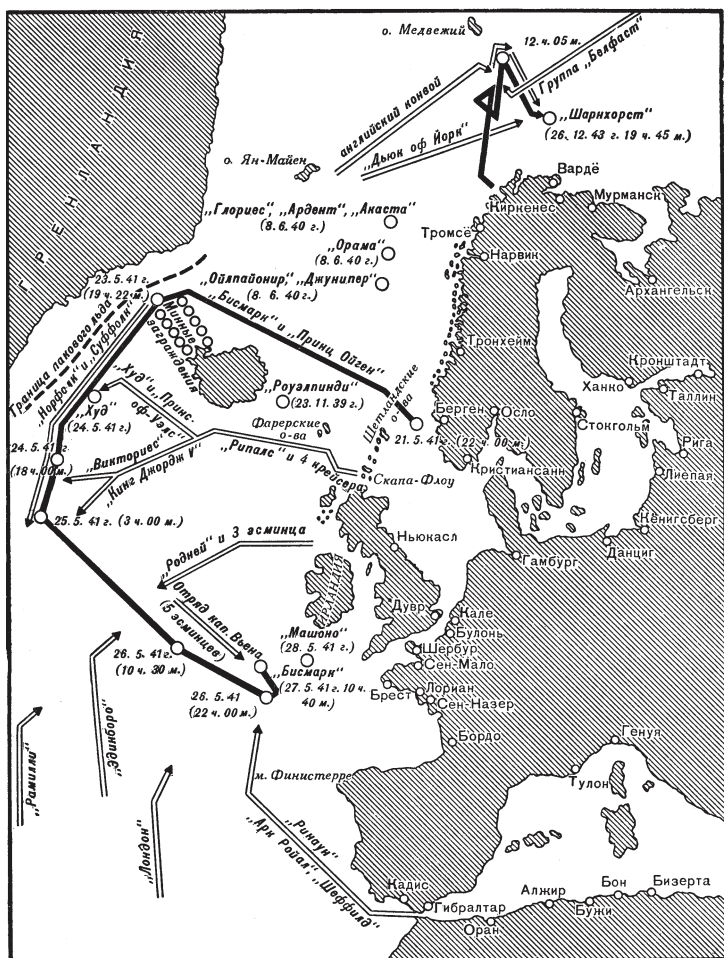 о. Медвежий
12. ч. 05 м.
Группа „Белфаст“
английский конвой
„Шарнхорст“
(26. 12. 43 г. 19 ч. 45 м.)
„Дьюк оф Йорк“
о. Ян-Майен
Вардё
Киркенес
Мурманск
ГРЕНЛАНДИЯ
„Глориес“, „Ардент“, „Акаста“
(8. 6. 40 г.)
Тромсё
„Орама“
(8. 6. 40 г.)
Нарвик
23. 5. 41 г.
(19 ч. 22 м.)
„Ойлпайонир,“ „Джунипер“
(8. 6. 40г.)
Архангельск
„Бисмарк“ и „Принц Ойген“
Граница пакового льда
„Норфолк“ и „Суффолк“
Минные
заграждения
Тронхейм
Кронштадт
Ханко
Таллин
„Худ“ и „Принс-
оф-Уэлс“
„Роуэлпинди“
(23. 11. 39 г.)
Шетландские
о-ва
Берген
Осло
Стокгольм
„Худ“
(24. 5. 41г.)
Фарерские
о-ва
21. 5. 41 г. (22 ч. 00 м.)
Рига
24. 5. 41 г.
(18 ч. 00м.)
„Викториес“
„Кинг Джордж V“
„Рипалс“ и 4 крейсера
Скапа-Флоу
Кристиансанн
Лиепая
25. 5. 41 г. (3 ч. 00 м.)
Кенигсберг
Ньюкасл
„Родней“ и 3 эсминца
Гамбург
Данциг
ИРЛАНДИЯ
Отряд кап. Вьена
(5 эсминцев)
Дувр
Кале
Булонь
„Машоно“
(28. 5. 41 г.)
Шербур
Сен-Мало
26. 5. 41г.
(10 ч. 30 м.)
„Бисмарк“
(27. 5. 41 г. 10 ч.
40 м.)
Брест
Лориан
Сен-Назер
26. 5. 41
(22 ч. 00 м.)
Бордо
Генуя
„Эдинборо“
„Рамилли“
м. Финистерре
Тулон
„Лондон“
„Ринаун“
„Арк Ройал“, „Шеффилд“
Кадис
Гибралтар
Алжир
Бон
Бизерта
Бужи
Оран